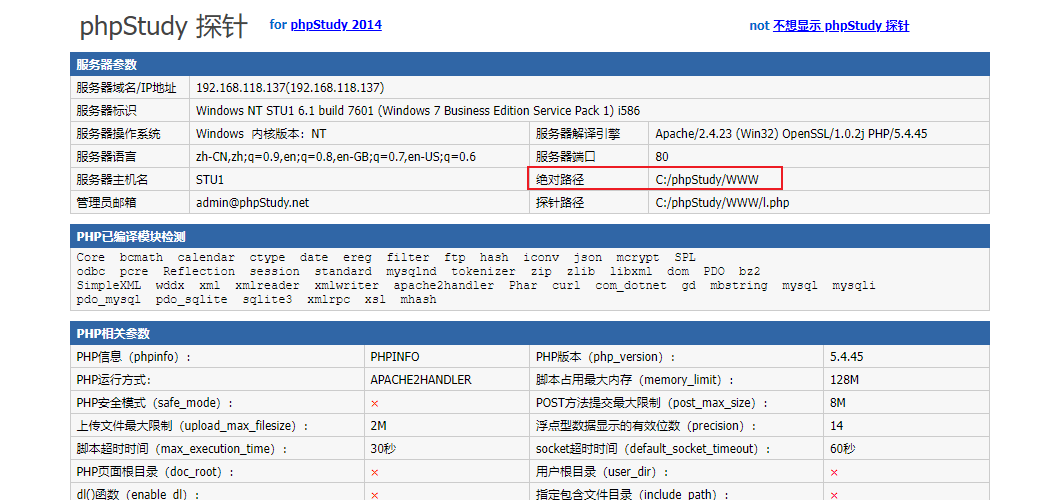 phpStudy 探针 for phpStudy 2014 not 不想显示 phpStudy 探针
服务器参数
服务器域名/IP地址 192.168.118.137(192.168.118.137)
服务器标识 Windows NT STU1 6.1 build 7601 (Windows 7 Business Edition Service Pack 1) i586
服务器操作系统 Windows 内核版本：NT 服务器解译引擎 Apache/2.4.23 (Win32) OpenSSL/1.0.2j PHP/5.4.45
服务器语言 zh-CN,zh;q=0.9,en;q=0.8,en-GB;q=0.7,en-US;q=0.6 服务器端口 80
服务器主机名 STU1 绝对路径 C:/phpStudy/WWW
管理员邮箱 admin@phpStudy.net 探针路径 C:/phpStudy/WWW/l.php
PHP已编译模块检测
Core bcmath calendar ctype date ereg filter ftp hash iconv json mcrypt SPL
odbc pcre Reflection session standard mysqlnd tokenizer zip zlib libxml dom PDO bz2
SimpleXML wddx xml xmlreader xmlwriter apache2handler Phar curl com_dotnet gd mbstring mysql mysqli
pdo_mysql pdo_sqlite sqlite3 xmlrpc xsl mhash
PHP相关参数
PHP信息（phpinfo）： PHPINFO PHP版本（php_version）： 5.4.45
PHP运行方式： APACHE2HANDLER 脚本占用最大内存（memory_limit）： 128M
PHP安全模式（safe_mode）： × POST方法提交最大限制（post_max_size）： 8M
上传文件最大限制（upload_max_filesize）： 2M 浮点型数据显示的有效位数（precision）： 14
脚本超时时间（max_execution_time）： 30秒 socket超时时间（default_socket_timeout）： 60秒
PHP页面根目录（doc_root）： × 用户根目录（user_dir）： ×
dl()函数（enable_dl）： × 指定包含文件目录（include_path）： ×